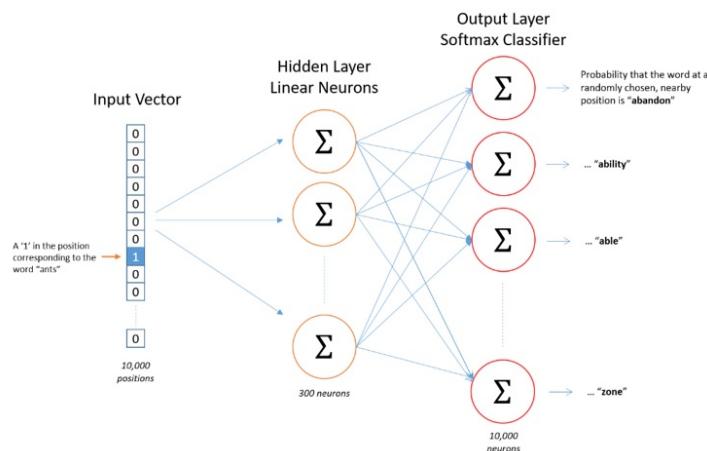 Output Layer
Softmax Classifier
Hidden Layer
Linear Neurons
Input Vector
Probability that the word at a
randomly chosen, nearby
position is "abandon"
Σ
Σ
0
0
0
0
0
0
0
1
0
0
0
A '1' in the position
corresponding to the
word "ants"
Σ
... "ability"
Σ
Σ
... "able"
Σ
Σ
... "zone"
10,000
positions
300 neurons
10,000
neurons